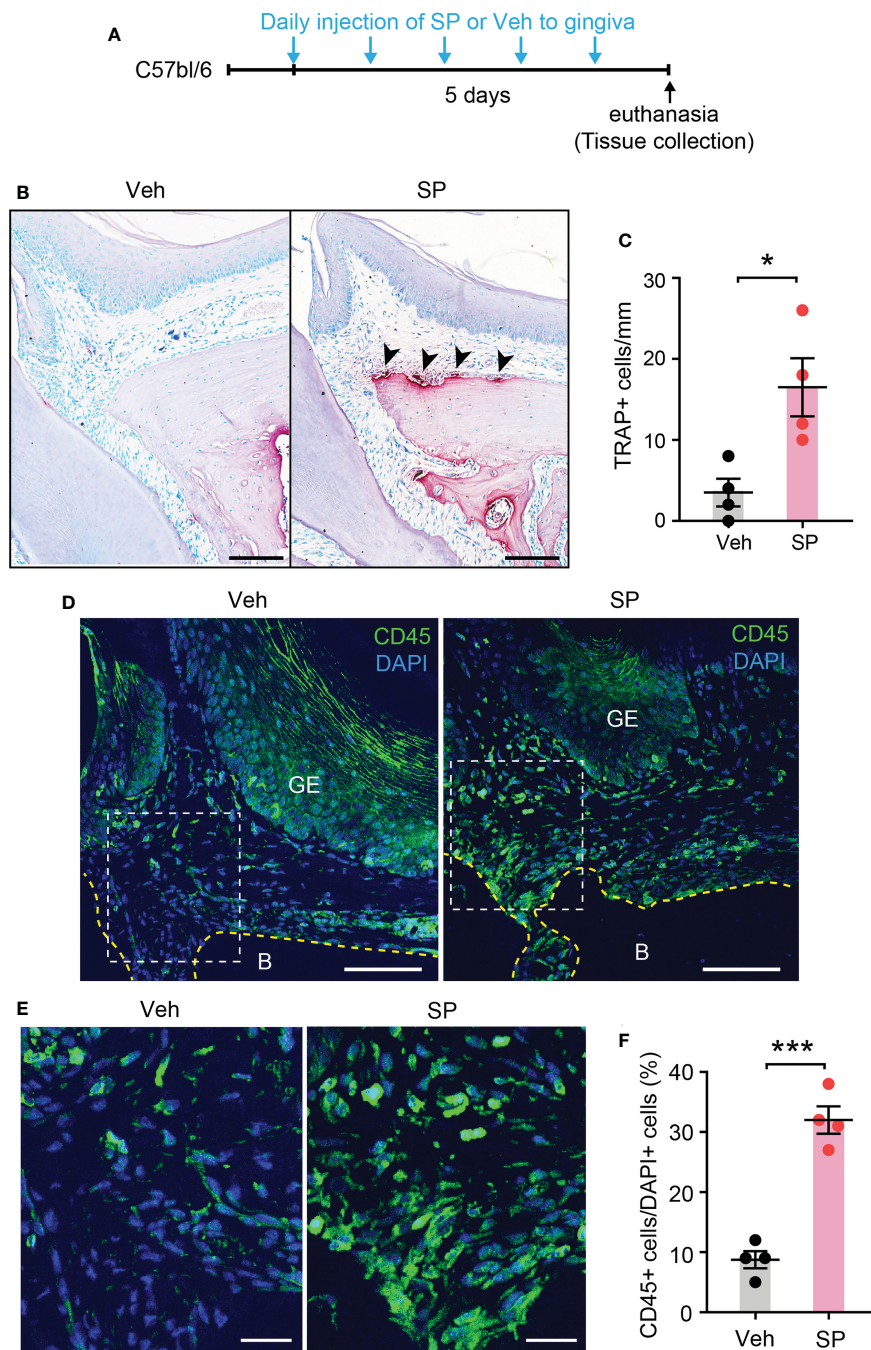 A
Daily injection of SP or Veh to gingiva
C57bl/6
5 days
euthanasia
(Tissue collection)
B
Veh
SP
C
*
30
20
10
0
TRAP+ cells/mm
Veh
SP
D
Veh
SP
CD45
DAPI
GE
B
CD45
DAPI
GE
B
E
Veh
SP
F
***
40
30
20
10
0
CD45+ cells/DAPI+ cells (%)
Veh
SP